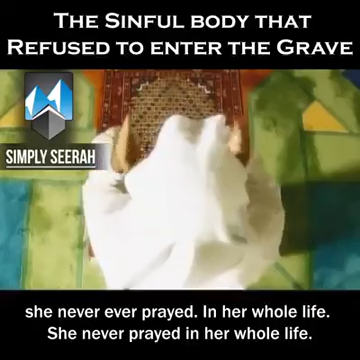 The Sinful body that
Refused to enter the Grave
SIMPLY SEERAH
she never ever prayed. In her whole life.
She never prayed in her whole life.